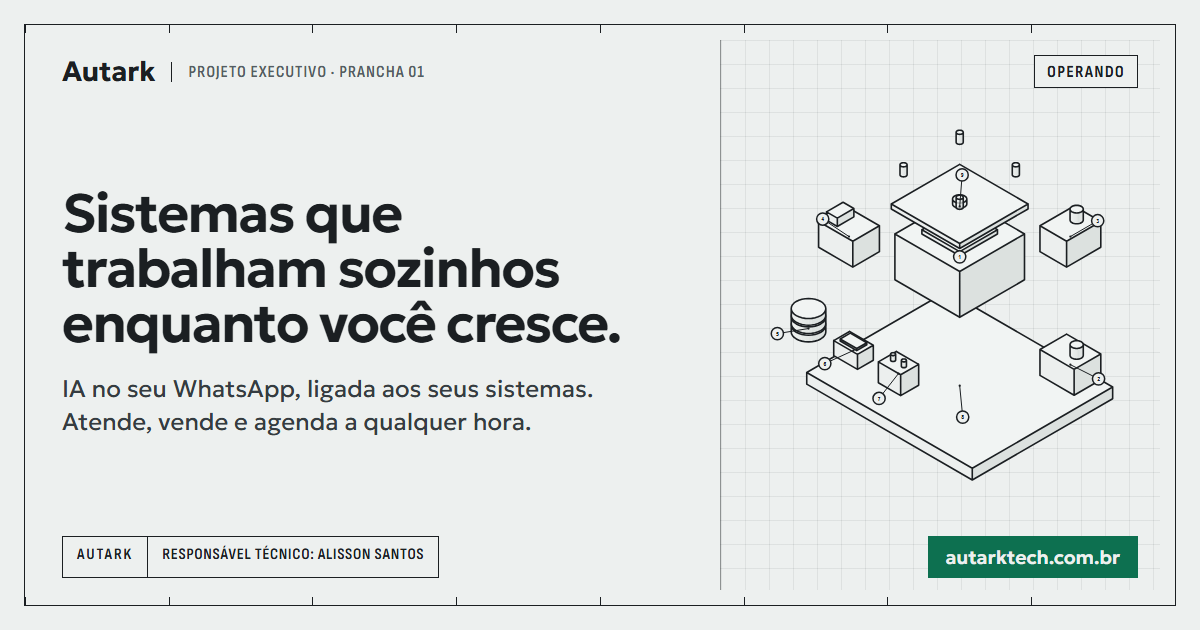 Autark
PROJETO EXECUTIVO · PRANCHA 01
OPERANDO
Sistemas que
trabalham sozinhos
enquanto você cresce.
IA no seu WhatsApp, ligada aos seus sistemas.
Atende, vende e agenda a qualquer hora.
AUTARK
RESPONSÁVEL TÉCNICO: ALISSON SANTOS
autarktech.com.br